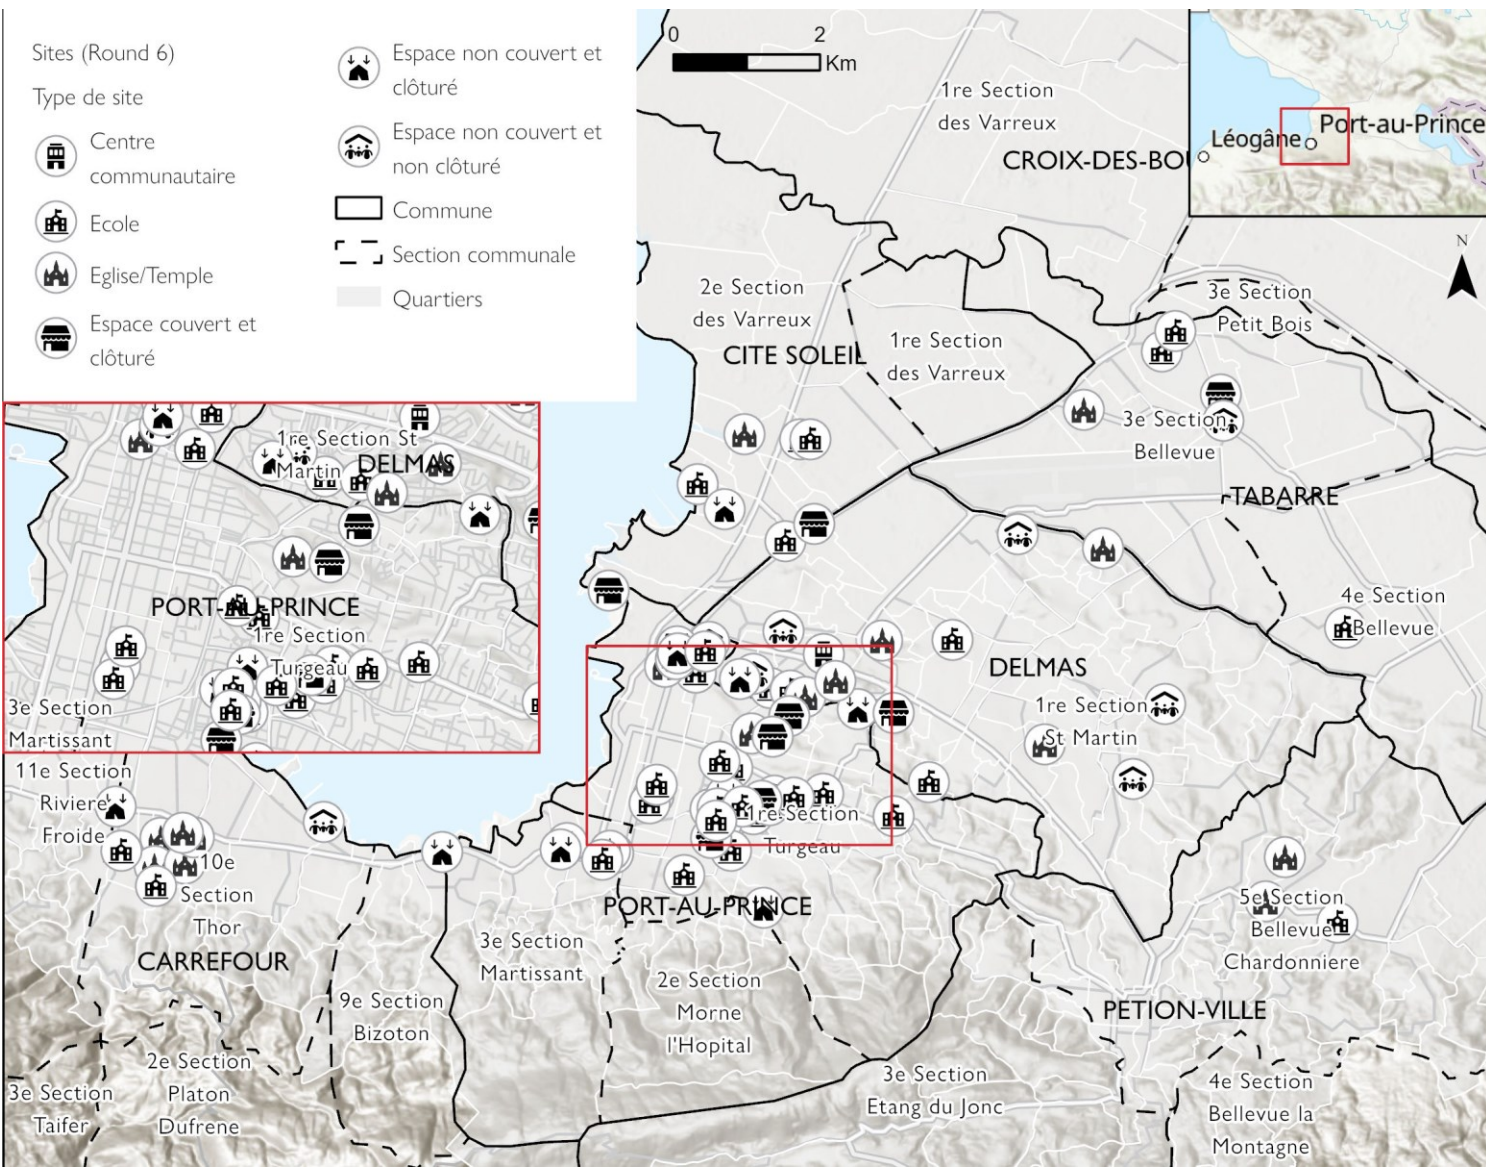 Sites (Round 6)
Type de site
Centre
communautaire
Ecole
Eglise/Temple
Espace couvert et
clôturé
Espace non couvert et
clôturé
Espace non couvert et
non clôturé
Commune
Section communale
Quartiers
0 2
Km
1re Section
des Varreux
CROIX-DES-BOU
Léogâne
Port-au-Prince
N
2e Section
des Varreux
CITE SOLEIL
1re Section
des Varreux
3e Section
Petit Bois
3e Section
Bellevue
TABARRE
4e Section
Bellevue
DELMAS
1re Section
St Martin
1re Section St
Martin
DELMAS
PORT-AU-PRINCE
1re Section
Turgeau
3e Section
Martissant
11e Section
Riviere
Froide
10e
Section
Thor
CARREFOUR
1re Section
Turgeau
PORT-AU-PRINCE
3e Section
Martissant
2e Section
Morne
l'Hopital
9e Section
Bizoton
2e Section
Platon
Dufrene
3e Section
Taifer
5e Section
Bellevue
Chardonniere
PETION-VILLE
3e Section
Etang du Jonc
4e Section
Bellevue la
Montagne